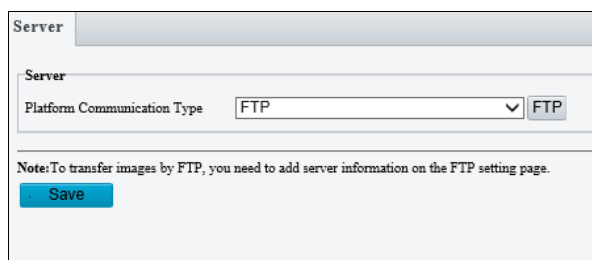 Server
Server
Platform Communication Type FTP FTP
Note:To transfer images by FTP, you need to add server information on the FTP setting page.
Save